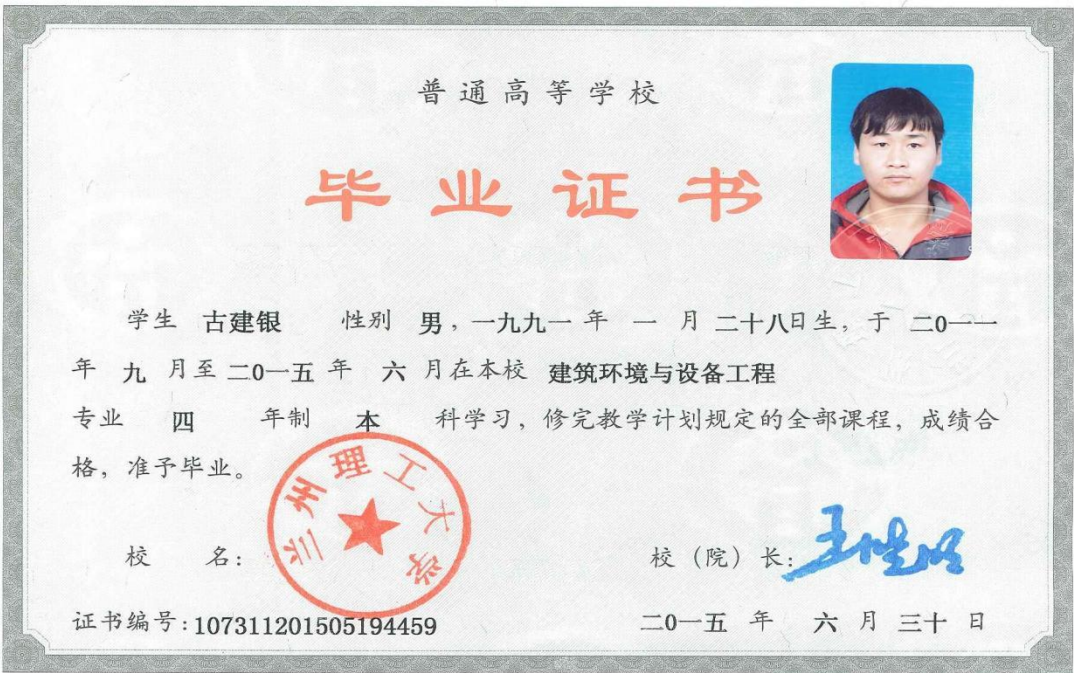 普通高等学校
毕业证书
学生 古建银 性别 男，一九九一 年 一 月 二十八日生，于 二0一一
年 九 月至 二0一五 年 六 月在本校 建筑环境与设备工程
专业 四 年制 本 科学习，修完教学计划规定的全部课程，成绩合
格，准予毕业。
兰州理工大学
校 名： 校（院）长：
证书编号：107311201505194459 二0一五 年 六 月 三十 日